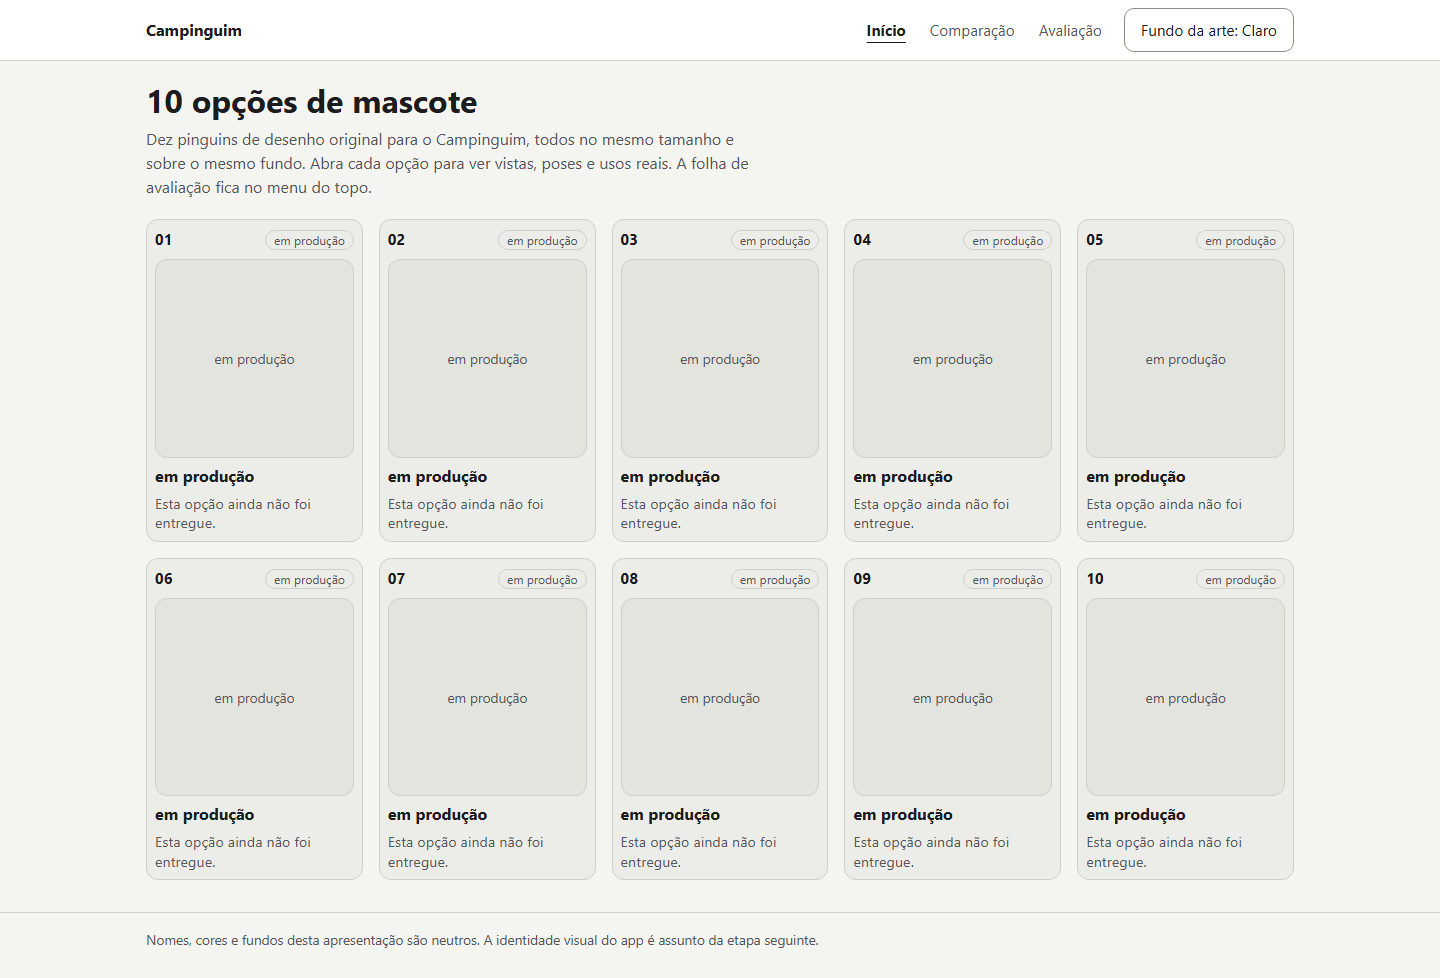 Campinguim
Início
Comparação
Avaliação
Fundo da arte: Claro
10 opções de mascote
Dez pinguins de desenho original para o Campinguim, todos no mesmo tamanho e
sobre o mesmo fundo. Abra cada opção para ver vistas, poses e usos reais. A folha de
avaliação fica no menu do topo.
01
em produção
em produção
em produção
Esta opção ainda não foi
entregue.
02
em produção
em produção
em produção
Esta opção ainda não foi
entregue.
03
em produção
em produção
em produção
Esta opção ainda não foi
entregue.
04
em produção
em produção
em produção
Esta opção ainda não foi
entregue.
05
em produção
em produção
em produção
Esta opção ainda não foi
entregue.
06
em produção
em produção
em produção
Esta opção ainda não foi
entregue.
07
em produção
em produção
em produção
Esta opção ainda não foi
entregue.
08
em produção
em produção
em produção
Esta opção ainda não foi
entregue.
09
em produção
em produção
em produção
Esta opção ainda não foi
entregue.
10
em produção
em produção
em produção
Esta opção ainda não foi
entregue.
Nomes, cores e fundos desta apresentação são neutros. A identidade visual do app é assunto da etapa seguinte.